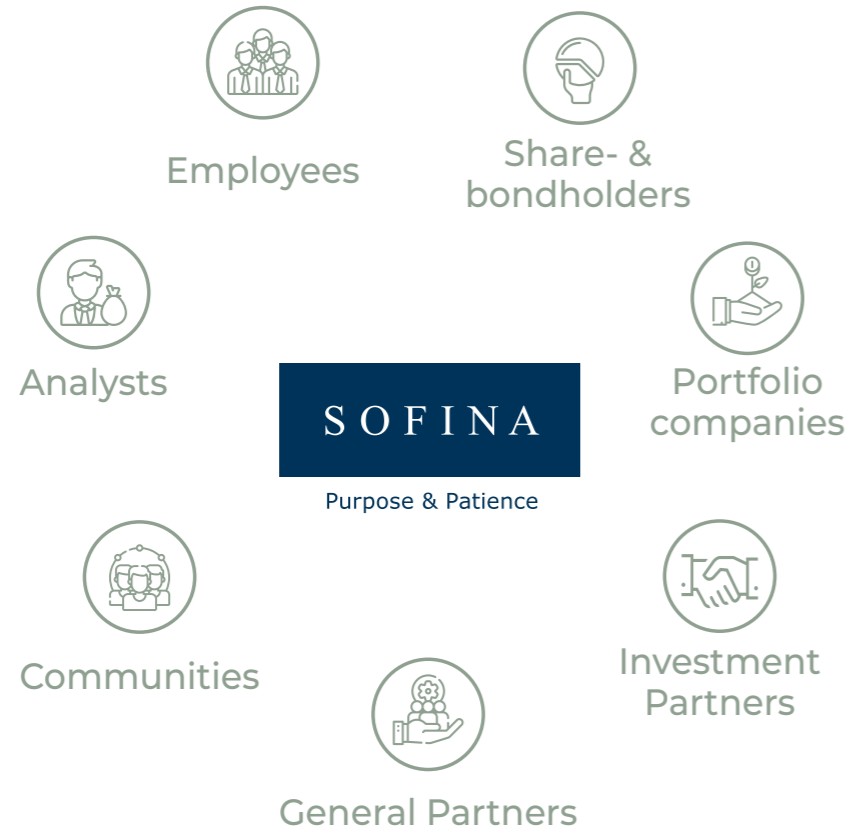 Employees
Share- &
bondholders
Analysts
Portfolio
companies
SOFINA
Purpose & Patience
Communities
Investment
Partners
General Partners